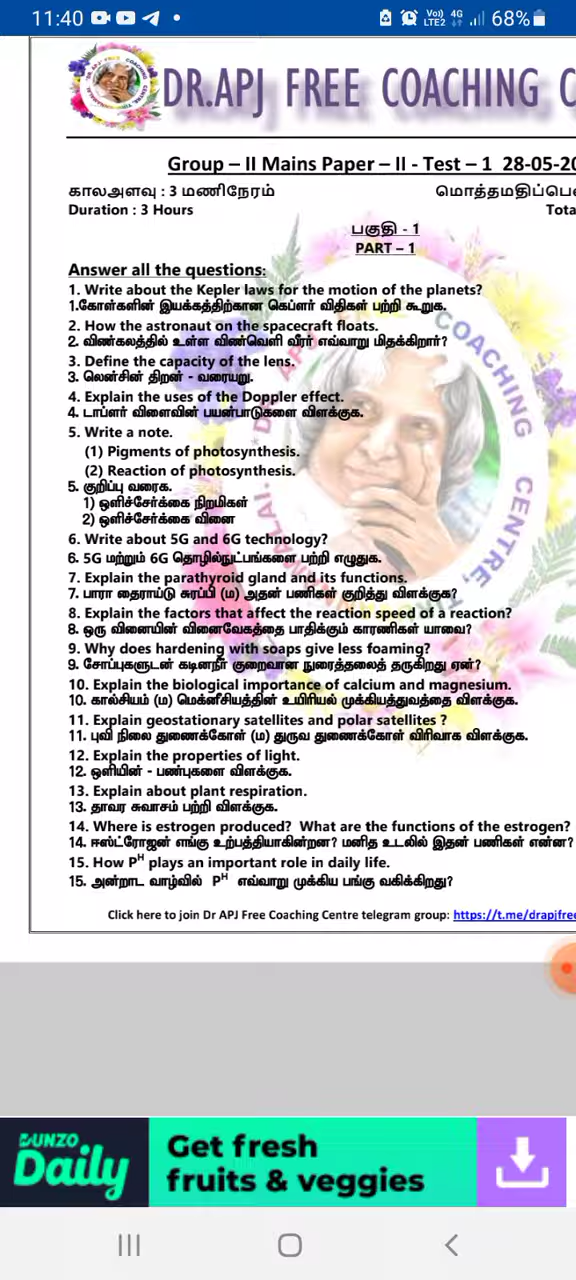 11:40
Vo)) LTE2 4G 68%
DR.APJ FREE COACHING C
Group – II Mains Paper – II - Test – 1 28-05-20
காலஅளவு : 3 மணிநேரம் மொத்தமதிப்பெ
Duration : 3 Hours Tota
பகுதி - 1
PART – 1
Answer all the questions:
1. Write about the Kepler laws for the motion of the planets?
1.கோள்களின் இயக்கத்திற்கான கெப்ளர் விதிகள் பற்றி கூறுக.
2. How the astronaut on the spacecraft floats.
2. விண்கலத்தில் உள்ள விண்வெளி வீரர் எவ்வாறு மிதக்கிறார்?
3. Define the capacity of the lens.
3. லென்சின் திறன் - வரையறு.
4. Explain the uses of the Doppler effect.
4. டாப்ளர் விளைவின் பயன்பாடுகளை விளக்குக.
5. Write a note.
(1) Pigments of photosynthesis.
(2) Reaction of photosynthesis.
5. குறிப்பு வரைக.
1) ஒளிச்சேர்க்கை நிறமிகள்
2) ஒளிச்சேர்க்கை வினை
6. Write about 5G and 6G technology?
6. 5G மற்றும் 6G தொழில்நுட்பங்களை பற்றி எழுதுக.
7. Explain the parathyroid gland and its functions.
7. பாரா தைராய்டு சுரப்பி (ம) அதன் பணிகள் குறித்து விளக்குக?
8. Explain the factors that affect the reaction speed of a reaction?
8. ஒரு வினையின் வினைவேகத்தை பாதிக்கும் காரணிகள் யாவை?
9. Why does hardening with soaps give less foaming?
9. சோப்புகளுடன் கடினநீர் குறைவான நுரைத்தலைத் தருகிறது ஏன்?
10. Explain the biological importance of calcium and magnesium.
10. கால்சியம் (ம) மெக்னீசியத்தின் உயிரியல் முக்கியத்துவத்தை விளக்குக.
11. Explain geostationary satellites and polar satellites ?
11. புவி நிலை துணைக்கோள் (ம) துருவ துணைக்கோள் விரிவாக விளக்குக.
12. Explain the properties of light.
12. ஒளியின் - பண்புகளை விளக்குக.
13. Explain about plant respiration.
13. தாவர சுவாசம் பற்றி விளக்குக.
14. Where is estrogen produced? What are the functions of the estrogen?
14. ஈஸ்ட்ரோஜன் எங்கு உற்பத்தியாகின்றன? மனித உடலில் இதன் பணிகள் என்ன?
15. How P^H plays an important role in daily life.
15. அன்றாட வாழ்வில் P^H எவ்வாறு முக்கிய பங்கு வகிக்கிறது?
Click here to join Dr APJ Free Coaching Centre telegram group: https://t.me/drapjfree
DUNZO
Daily
Get fresh
fruits & veggies